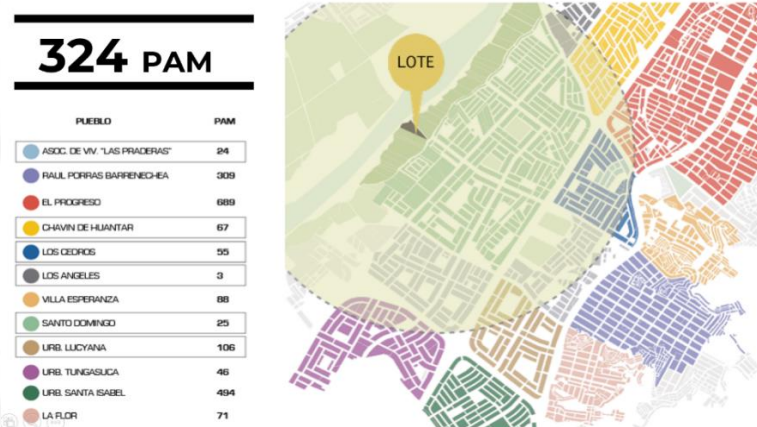 324 PAM
PUEBLO PAM
ASOC. DE VIV. "LAS PRADERAS" 24
RAUL PORRAS BARRENECHEA 309
EL PROGRESO 689
CHAVIN DE HUANTAR 67
LOS CEDROS 55
LOS ANGELES 3
VILLA ESPERANZA 88
SANTO DOMINGO 25
URB. LUCYANA 106
URB. TUNGASUCA 46
URB. SANTA ISABEL 494
LA FLOR 71
LOTE